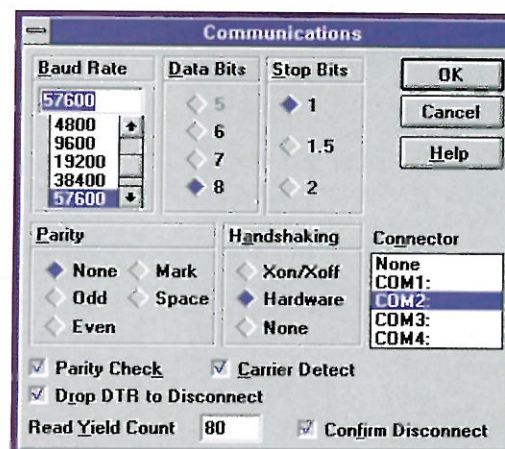 Communications
Baud Rate
57600
4800
9600
19200
38400
57600
Data Bits
5
6
7
8
Stop Bits
1
1.5
2
OK
Cancel
Help
Parity
None
Mark
Odd
Space
Even
Handshaking
Xon/Xoff
Hardware
None
Connector
None
COM1:
COM2:
COM3:
COM4:
Parity Check
Carrier Detect
Drop DTR to Disconnect
Read Yield Count 80
Confirm Disconnect